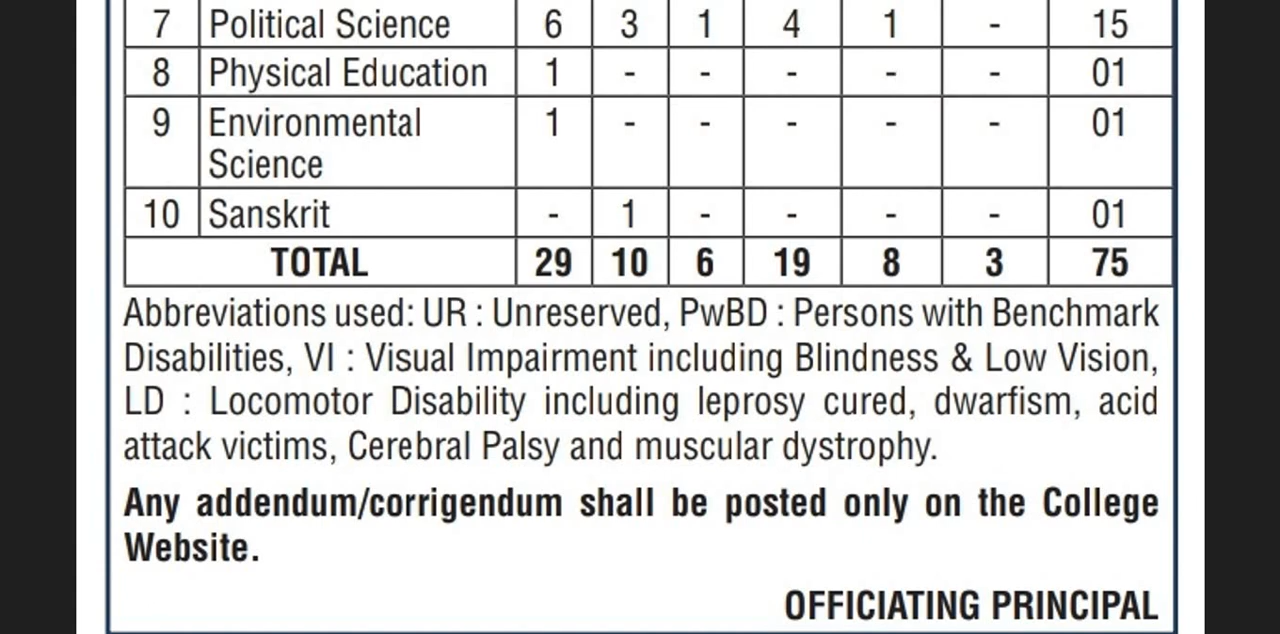 7 Political Science 6 3 1 4 1 - 15
8 Physical Education 1 - - - - - 01
9 Environmental 1 - - - - - 01
Science
10 Sanskrit - 1 - - - - 01
TOTAL 29 10 6 19 8 3 75
Abbreviations used: UR : Unreserved, PwBD : Persons with Benchmark
Disabilities, VI : Visual Impairment including Blindness & Low Vision,
LD : Locomotor Disability including leprosy cured, dwarfism, acid
attack victims, Cerebral Palsy and muscular dystrophy.
Any addendum/corrigendum shall be posted only on the College
Website.
OFFICIATING PRINCIPAL